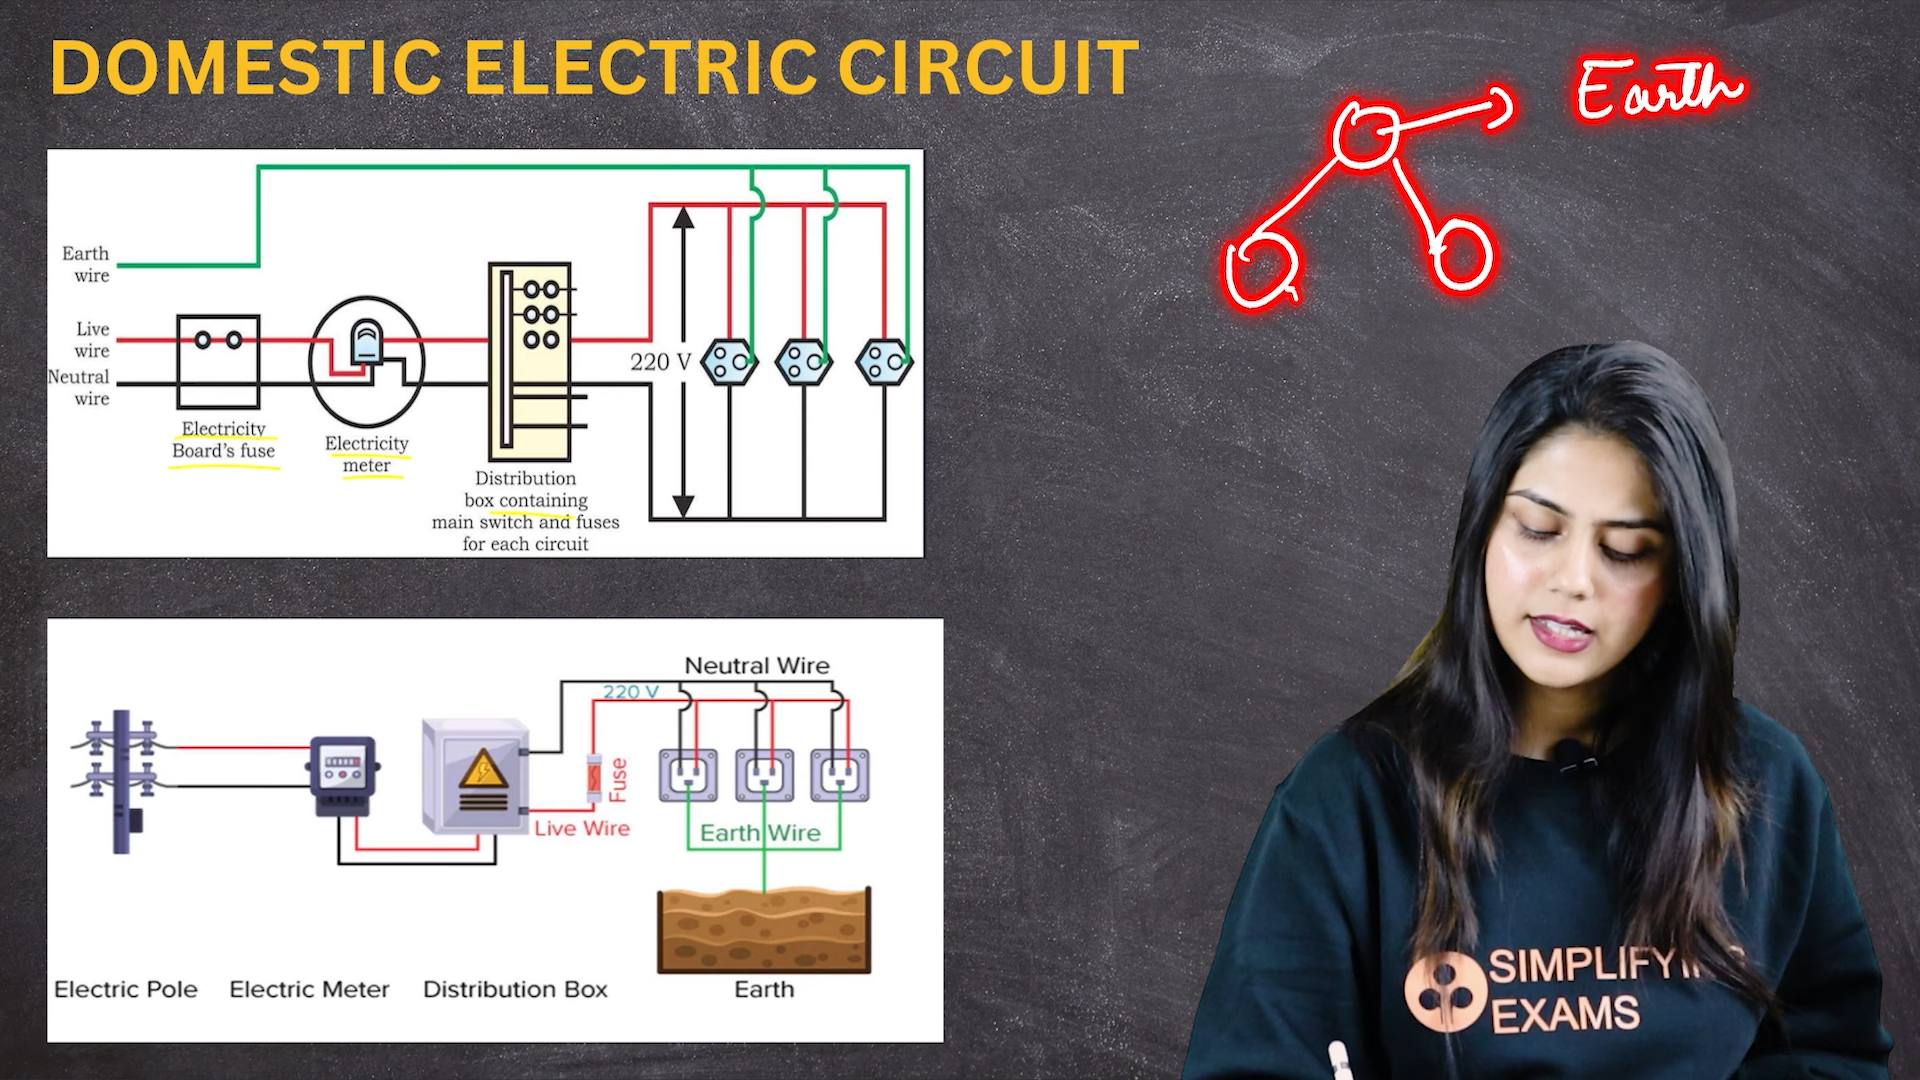 DOMESTIC ELECTRIC CIRCUIT
Earth
Earth
wire
Live
wire
Neutral
wire
220 V
Electricity
Board's fuse
Electricity
meter
Distribution
box containing
main switch and fuses
for each circuit
Neutral Wire
220 V
Fuse
Live Wire
Earth Wire
Electric Pole
Electric Meter
Distribution Box
Earth
SIMPLIFYING
EXAMS